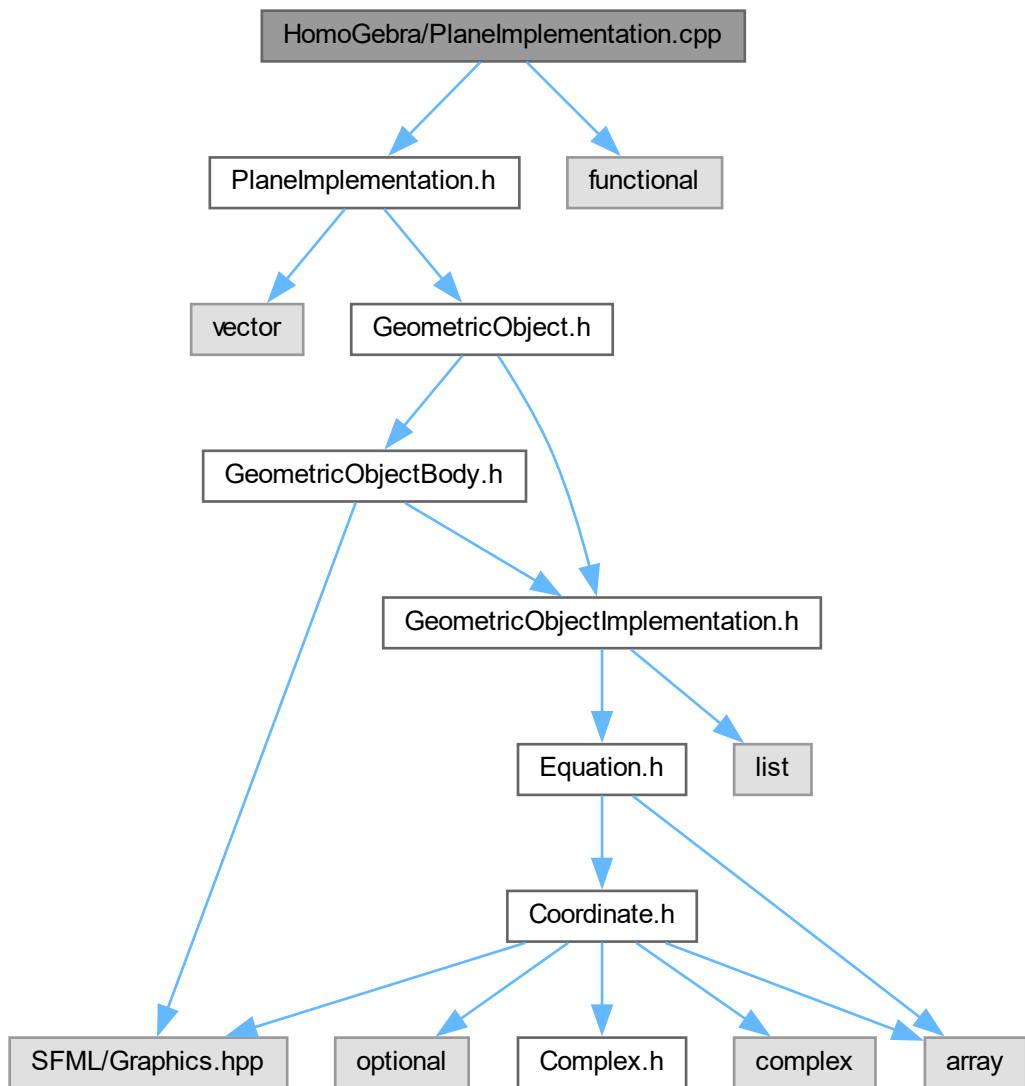 HomoGebra/PlaneImplementation.cpp
PlaneImplementation.h
functional
vector
GeometricObject.h
GeometricObjectBody.h
GeometricObjectImplementation.h
Equation.h
list
Coordinate.h
SFML/Graphics.hpp
optional
Complex.h
complex
array